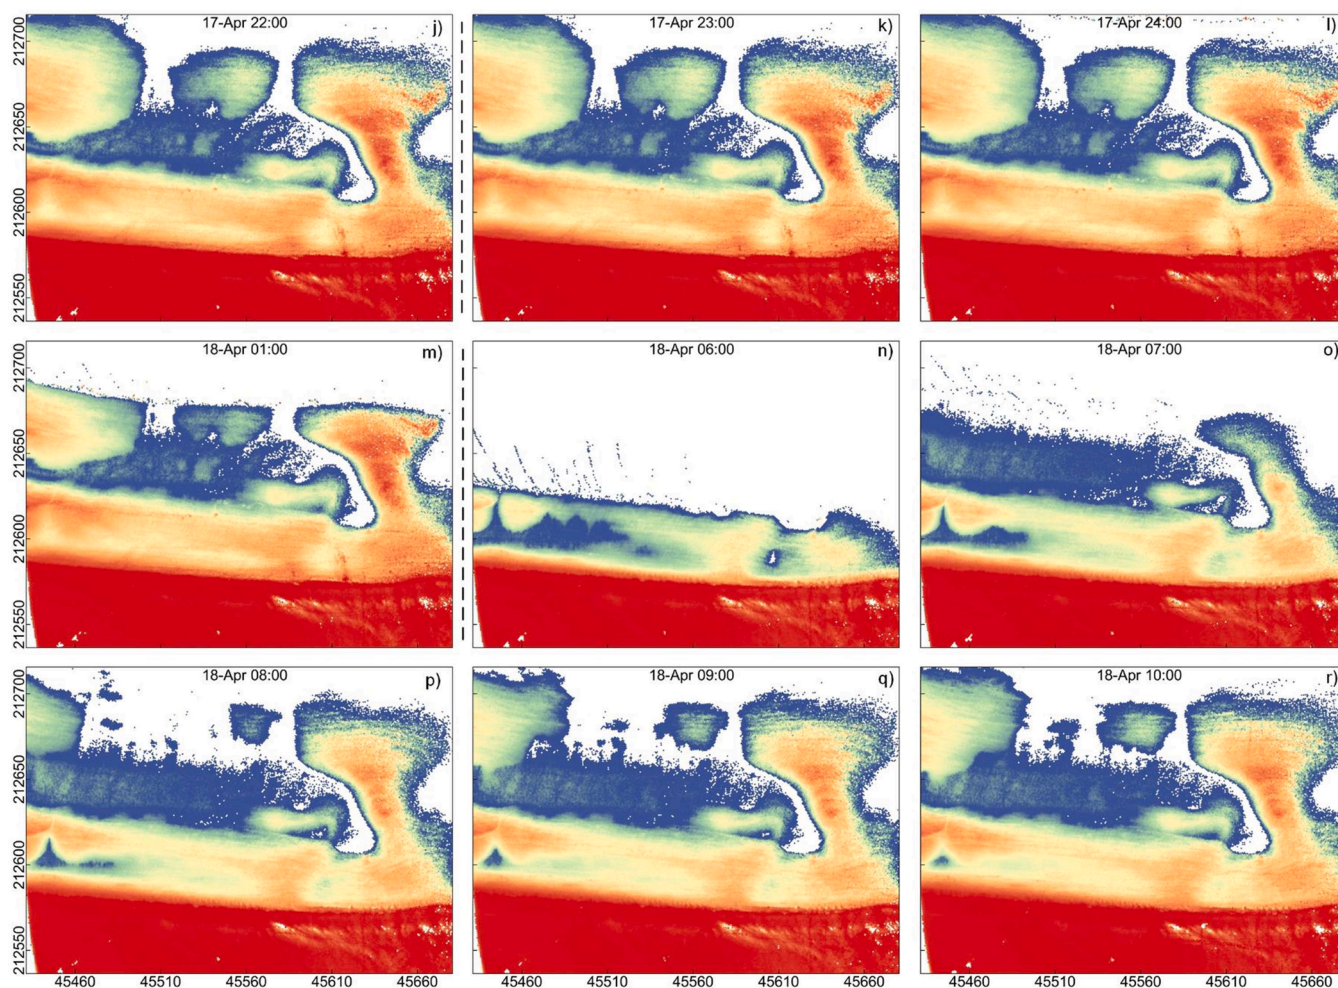 17-Apr 22:00 j)
17-Apr 23:00 k)
17-Apr 24:00 l)
212700
212650
212600
212550
18-Apr 01:00 m)
18-Apr 06:00 n)
18-Apr 07:00 o)
212700
212650
212600
212550
18-Apr 08:00 p)
18-Apr 09:00 q)
18-Apr 10:00 r)
212700
212650
212600
212550
45460 45510 45560 45610 45660
45460 45510 45560 45610 45660
45460 45510 45560 45610 45660